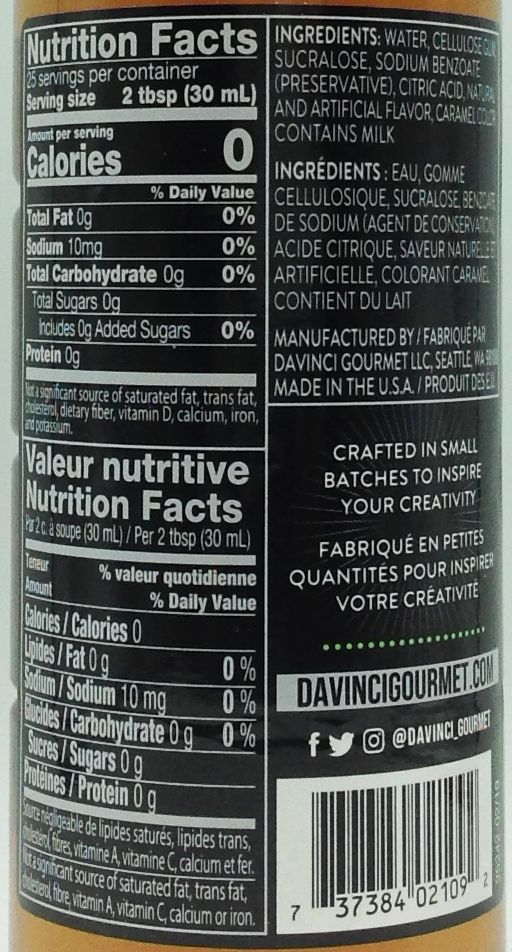 Nutrition Facts
25 servings per container
Serving size 2 tbsp (30 mL)
Amount per serving
Calories 0
% Daily Value
Total Fat 0g 0%
Sodium 10mg 0%
Total Carbohydrate 0g 0%
Total Sugars 0g
Includes 0g Added Sugars 0%
Protein 0g
Not a significant source of saturated fat, trans fat,
cholesterol, dietary fiber, vitamin D, calcium, iron,
and potassium.
Valeur nutritive
Nutrition Facts
Par 2 c. à soupe (30 mL) / Per 2 tbsp (30 mL)
Teneur
Amount
% valeur quotidienne
% Daily Value
Calories / Calories 0
Lipides / Fat 0 g 0 %
Sodium / Sodium 10 mg 0 %
Glucides / Carbohydrate 0 g 0 %
Sucres / Sugars 0 g
Protéines / Protein 0 g
Source négligeable de lipides saturés, lipides trans,
cholestérol, fibres, vitamine A, vitamine C, calcium et fer.
Not a significant source of saturated fat, trans fat,
cholesterol, fibre, vitamin A, vitamin C, calcium or iron.
INGREDIENTS: WATER, CELLULOSE GUM,
SUCRALOSE, SODIUM BENZOATE
(PRESERVATIVE), CITRIC ACID, NATURAL
AND ARTIFICIAL FLAVOR, CARAMEL COLOR
CONTAINS MILK
INGRÉDIENTS : EAU, GOMME
CELLULOSIQUE, SUCRALOSE, BENZOATE
DE SODIUM (AGENT DE CONSERVATION)
ACIDE CITRIQUE, SAVEUR NATURELLE ET
ARTIFICIELLE, COLORANT CARAMEL
CONTIENT DU LAIT
MANUFACTURED BY / FABRIQUÉ PAR
DAVINCI GOURMET LLC, SEATTLE, WA
MADE IN THE U.S.A. / PRODUIT DES É.U.
CRAFTED IN SMALL
BATCHES TO INSPIRE
YOUR CREATIVITY
FABRIQUÉ EN PETITES
QUANTITÉS POUR INSPIRER
VOTRE CRÉATIVITÉ
DAVINCIGOURMET.COM
@DAVINCI_GOURMET
7 37384 02109 2